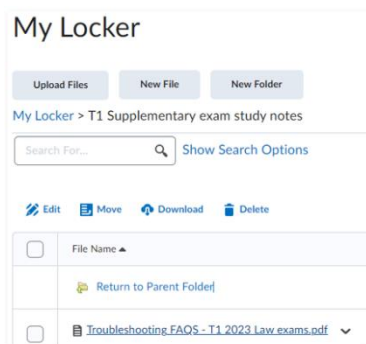 My Locker
Upload Files New File New Folder
My Locker > T1 Supplementary exam study notes
Search For... Show Search Options
Edit Move Download Delete
File Name
Return to Parent Folder
Troubleshooting FAQS - T1 2023 Law exams.pdf